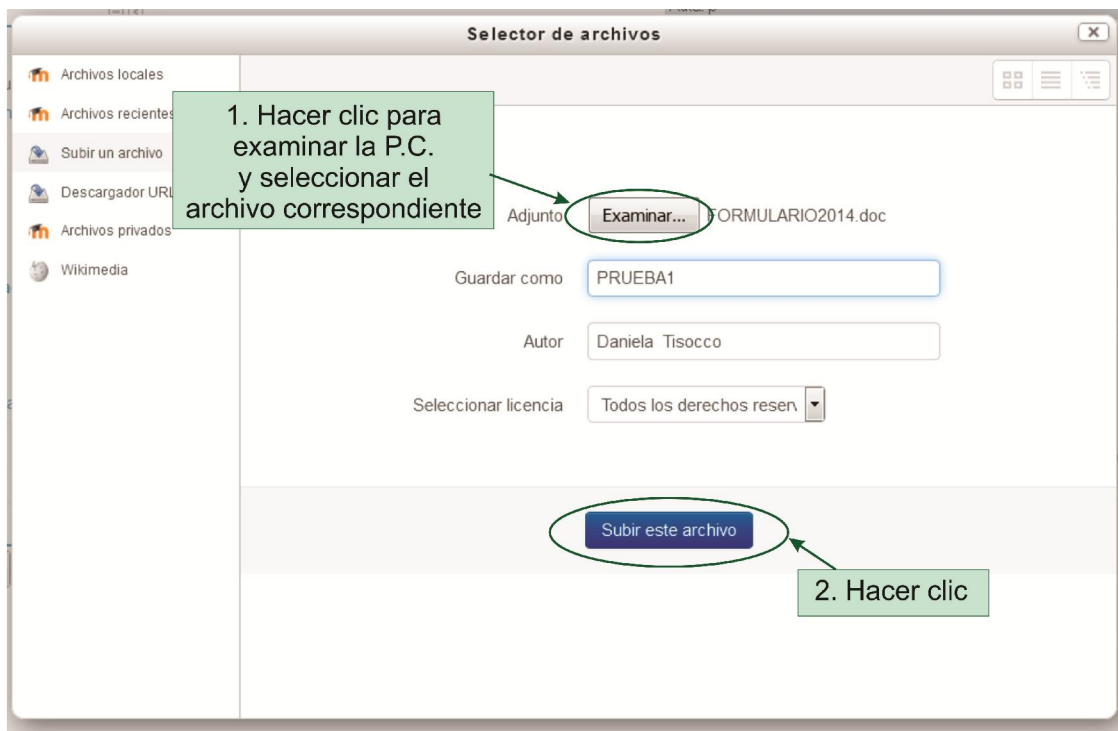 Selector de archivos
Archivos locales
Archivos recientes
Subir un archivo
Descargador URL
Archivos privados
Wikimedia
1. Hacer clic para
examinar la P.C.
y seleccionar el
archivo correspondiente
Adjunto Examinar... FORMULARIO2014.doc
Guardar como PRUEBA1
Autor Daniela Tisocco
Seleccionar licencia Todos los derechos reser
Subir este archivo
2. Hacer clic